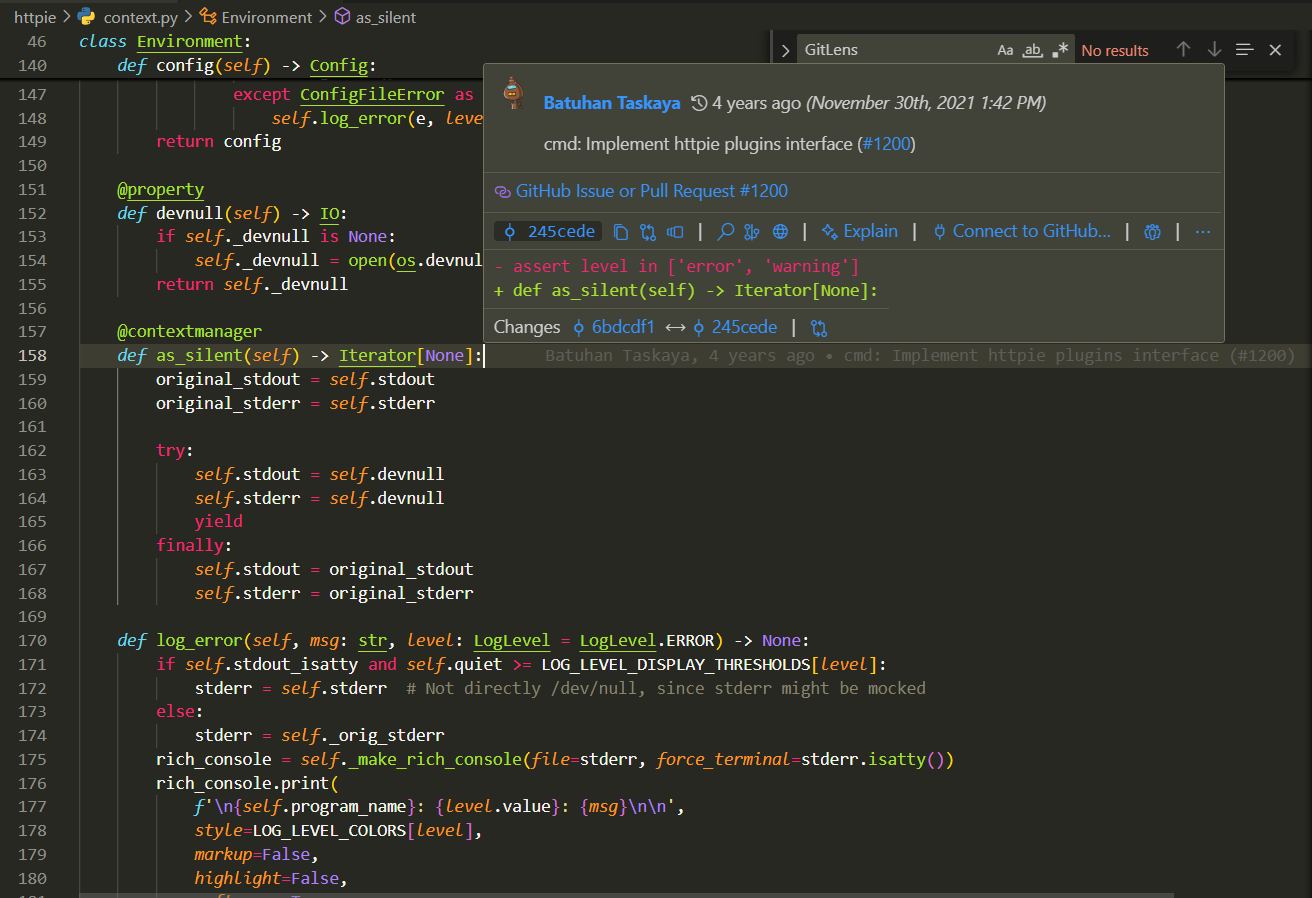 httpie > context.py > Environment > as_silent
46 class Environment:
GitLens Aa ab .* No results
140 def config(self) -> Config:
147 except ConfigFileError as
148 self.log_error(e, leve
149 return config
150
151 @property
152 def devnull(self) -> IO:
153 if self._devnull is None:
154 self._devnull = open(os.devnul
155 return self._devnull
156
157 @contextmanager
Batuhan Taskaya 4 years ago (November 30th, 2021 1:42 PM)
cmd: Implement httpie plugins interface (#1200)
GitHub Issue or Pull Request #1200
245cede | | Explain | Connect to GitHub... | | ...
- assert level in ['error', 'warning']
+ def as_silent(self) -> Iterator[None]:
Changes 6bdcdf1 ↔ 245cede |
158 def as_silent(self) -> Iterator[None]: Batuhan Taskaya, 4 years ago • cmd: Implement httpie plugins interface (#1200)
159 original_stdout = self.stdout
160 original_stderr = self.stderr
161
162 try:
163 self.stdout = self.devnull
164 self.stderr = self.devnull
165 yield
166 finally:
167 self.stdout = original_stdout
168 self.stderr = original_stderr
169
170 def log_error(self, msg: str, level: LogLevel = LogLevel.ERROR) -> None:
171 if self.stdout_isatty and self.quiet >= LOG_LEVEL_DISPLAY_THRESHOLDS[level]:
172 stderr = self.stderr # Not directly /dev/null, since stderr might be mocked
173 else:
174 stderr = self._orig_stderr
175 rich_console = self._make_rich_console(file=stderr, force_terminal=stderr.isatty())
176 rich_console.print(
177 f'\n{self.program_name}: {level.value}: {msg}\n\n',
178 style=LOG_LEVEL_COLORS[level],
179 markup=False,
180 highlight=False,